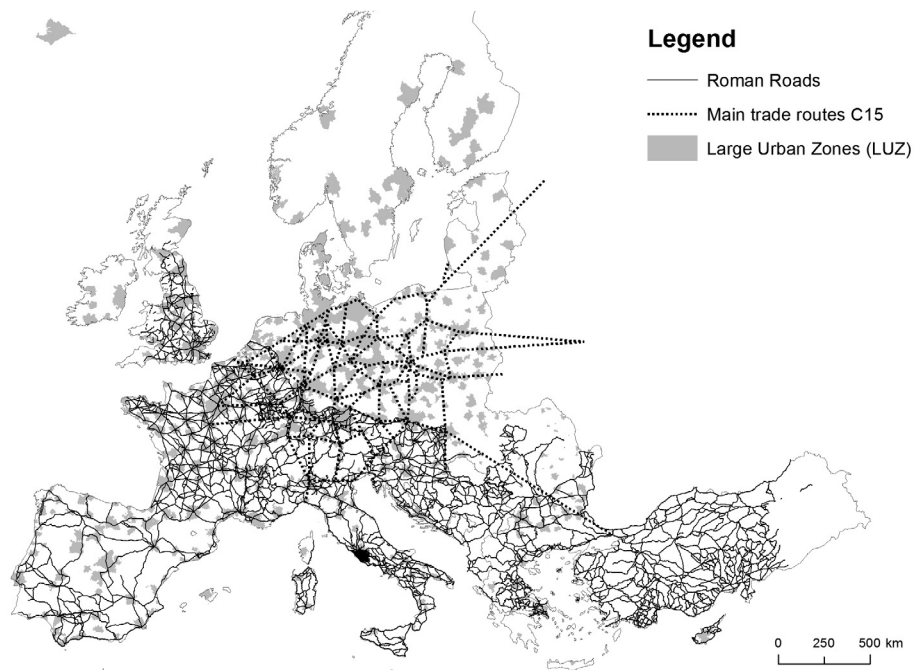 Legend
Roman Roads
Main trade routes C15
Large Urban Zones (LUZ)
0 250 500 km